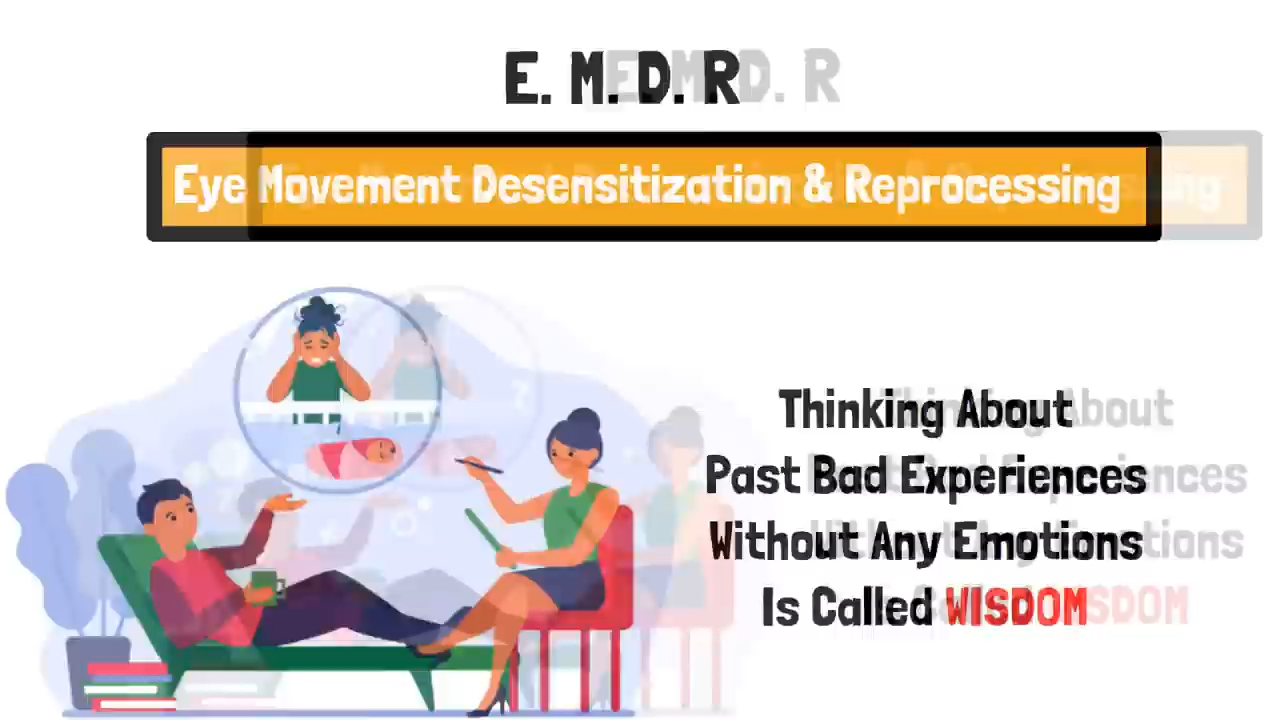 E. M. D. R
Eye Movement Desensitization & Reprocessing
Thinking About
Past Bad Experiences
Without Any Emotions
Is Called WISDOM